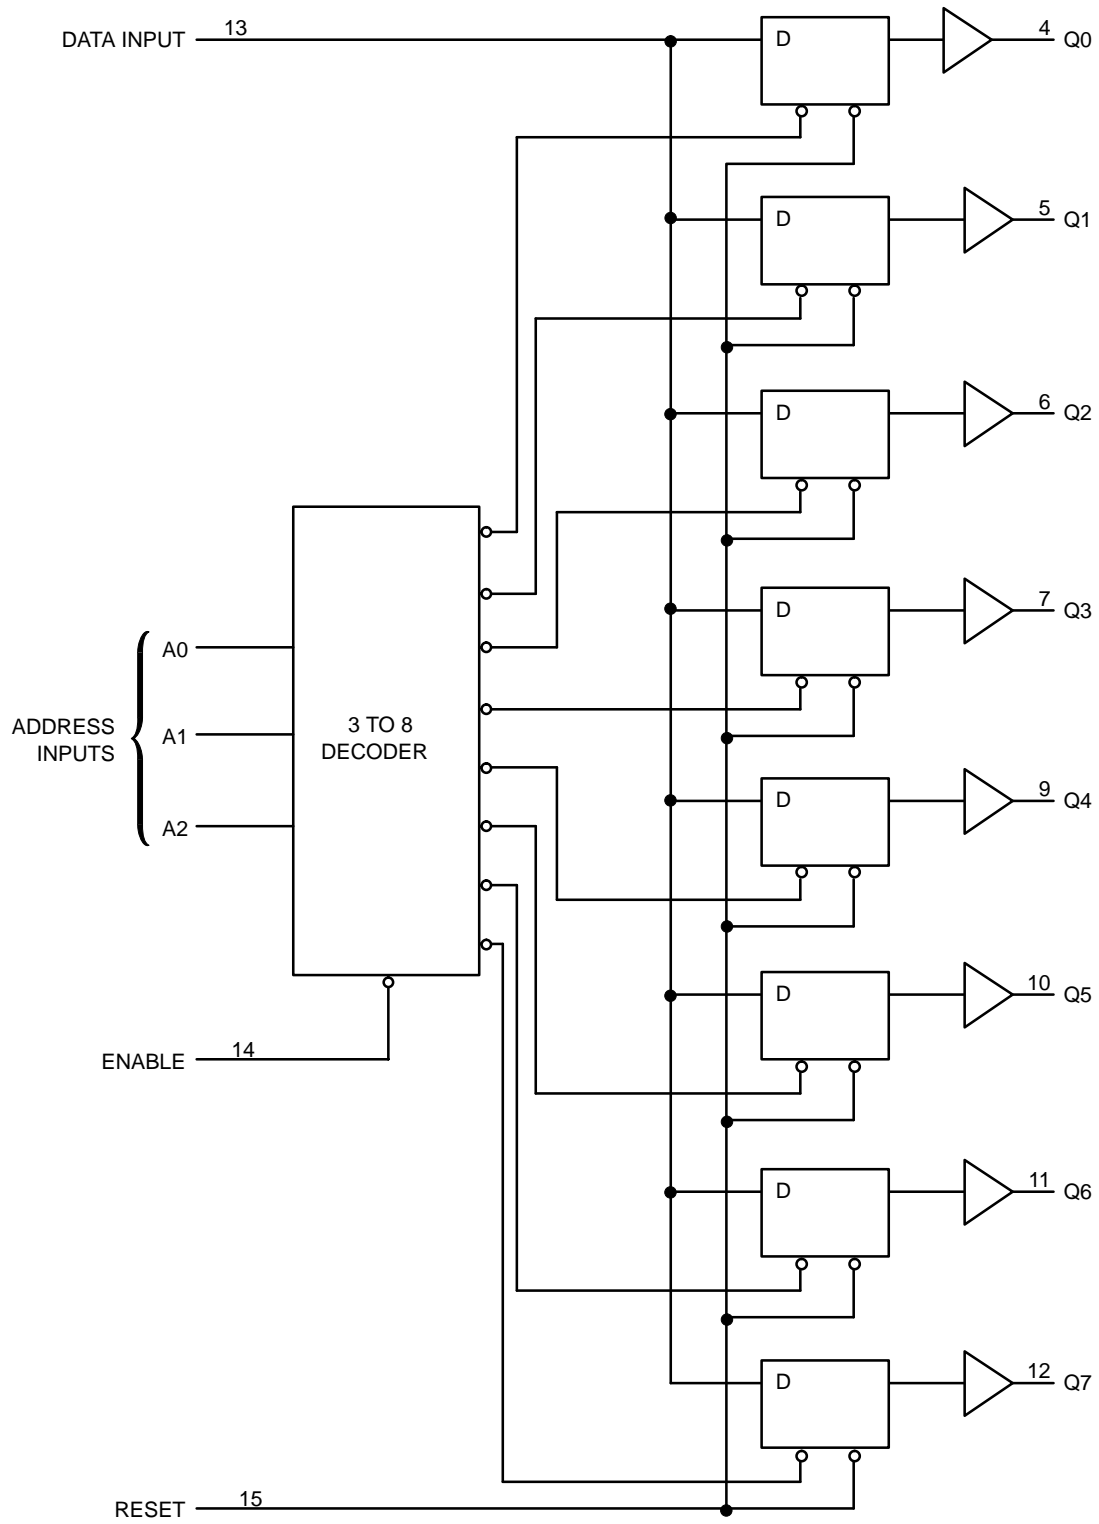 DATA INPUT 13 D 4 Q0
D 5 Q1
D 6 Q2
D 7 Q3
A0
ADDRESS
INPUTS
A1
A2
3 TO 8
DECODER
D 9 Q4
D 10 Q5
ENABLE 14
D 11 Q6
D 12 Q7
RESET 15